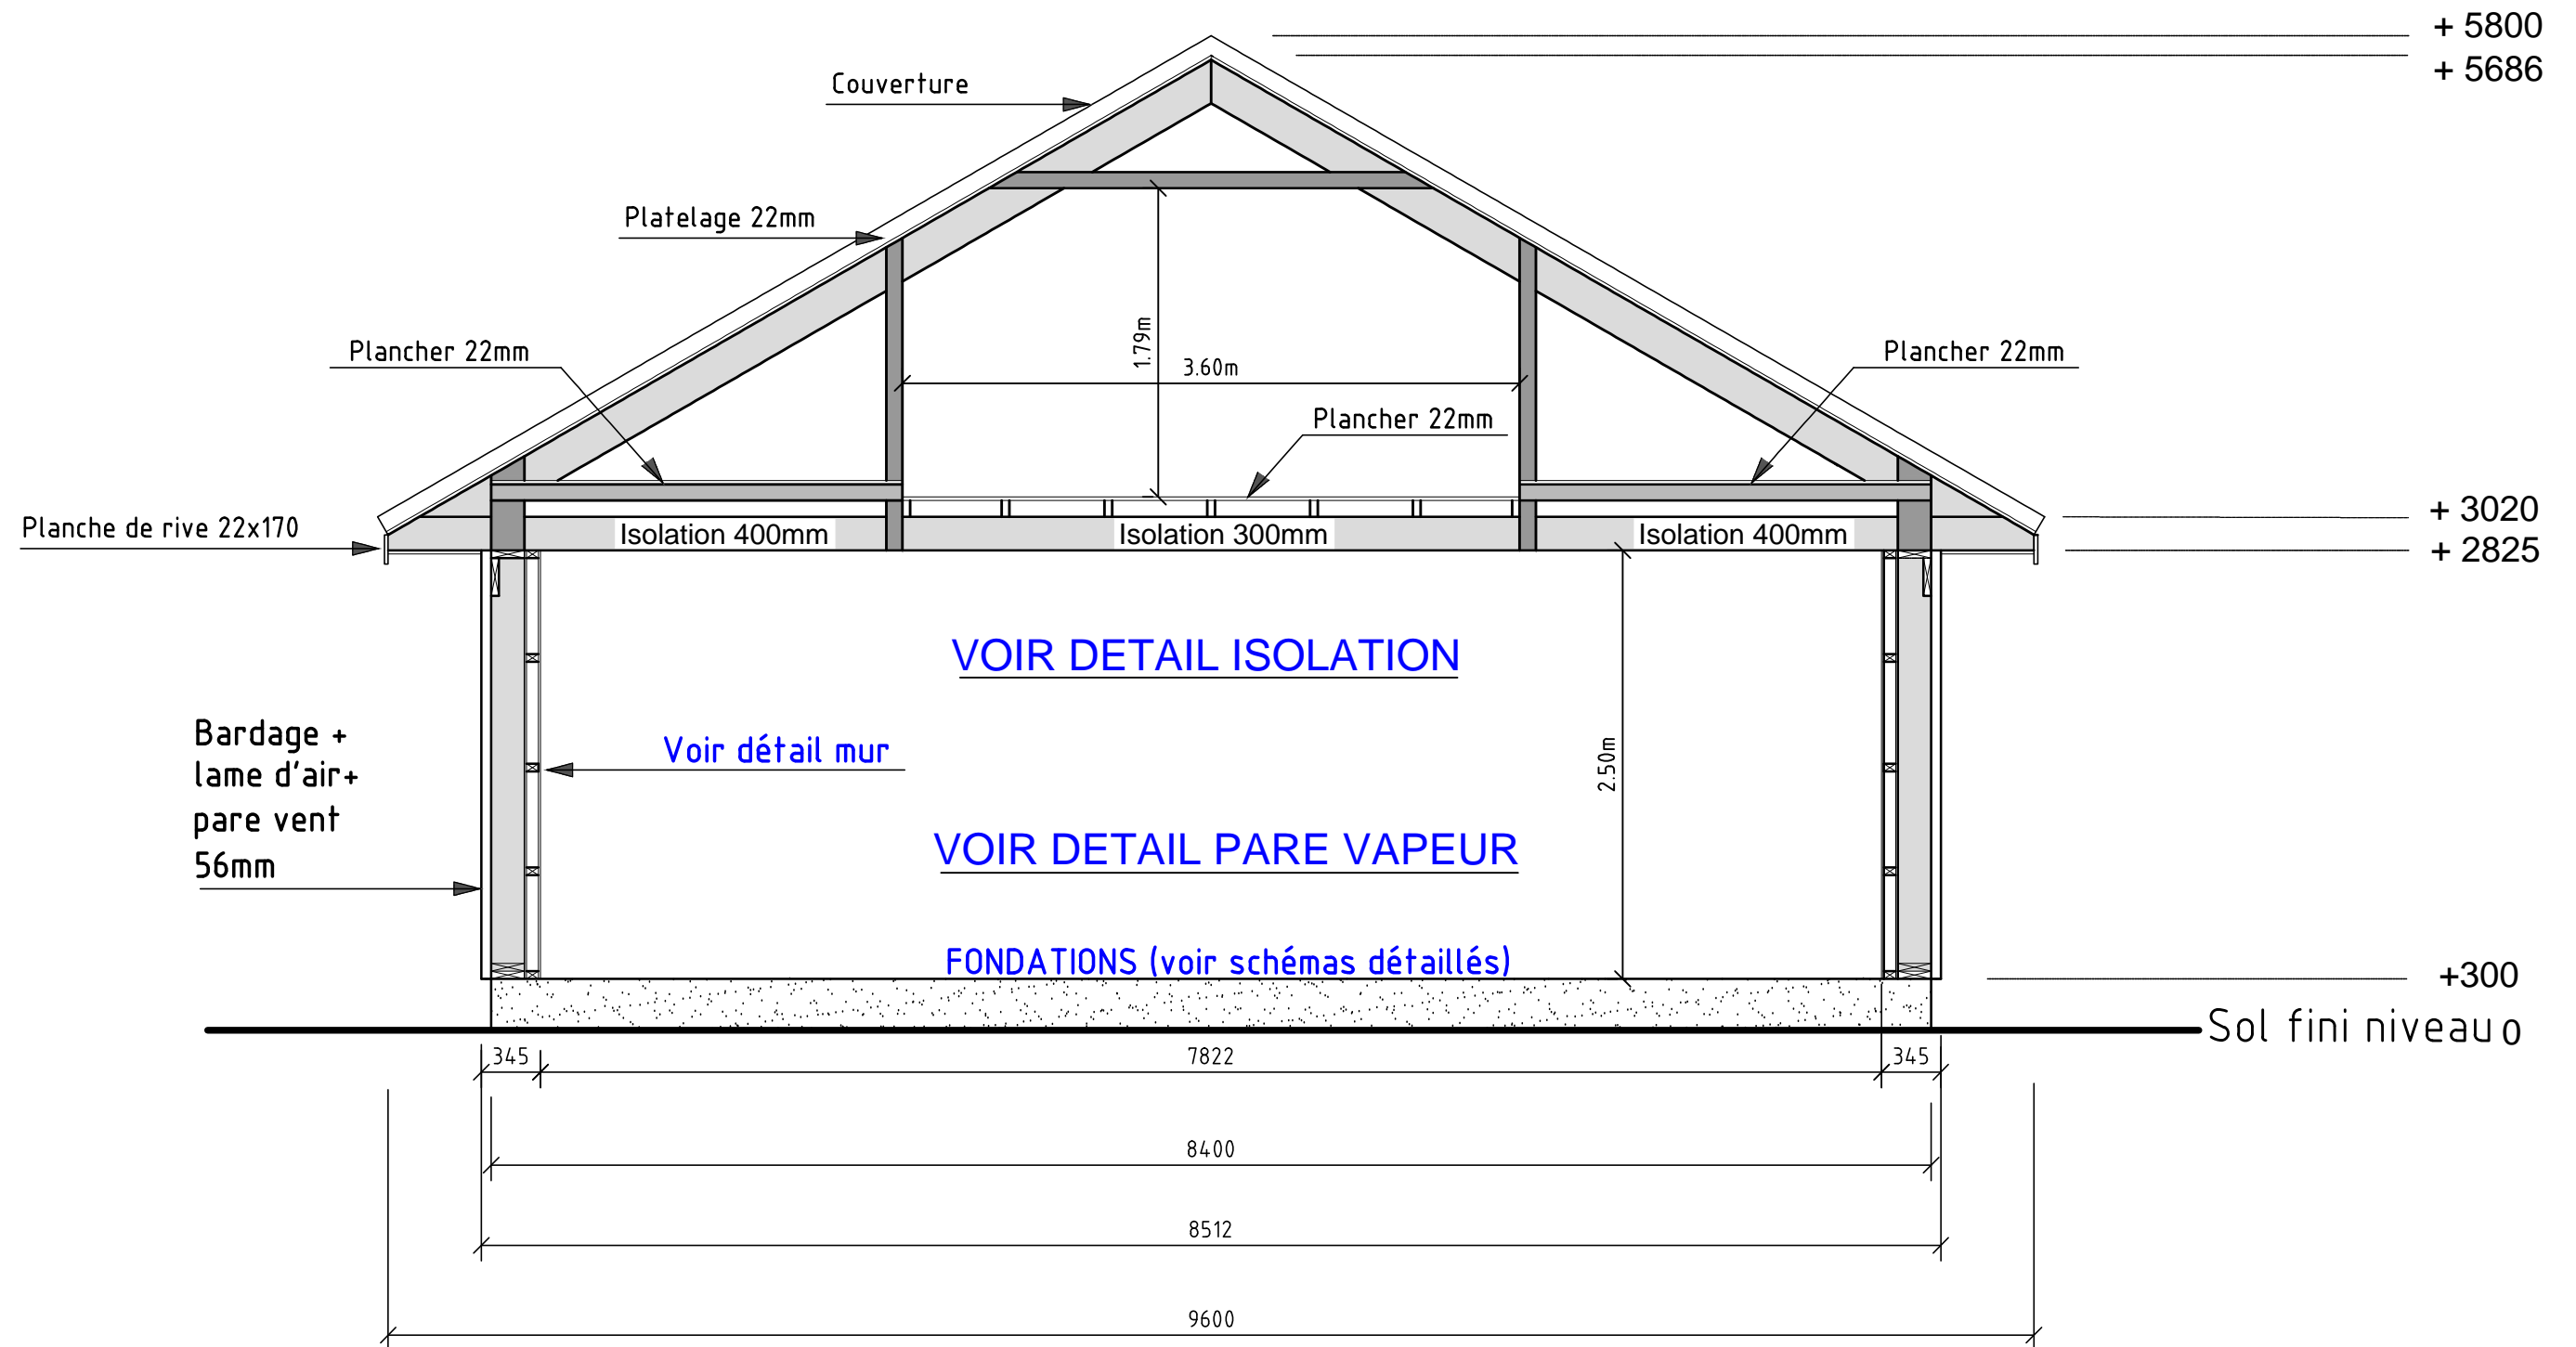 + 5800
+ 5686
Couverture
Platelage 22mm
Plancher 22mm
1.79m
3.60m
Plancher 22mm
Plancher 22mm
Planche de rive 22x170
Isolation 400mm
Isolation 300mm
Isolation 400mm
+ 3020
+ 2825
VOIR DETAIL ISOLATION
Bardage +
lame d'air+
pare vent
56mm
Voir détail mur
2.50m
VOIR DETAIL PARE VAPEUR
FONDATIONS (voir schémas détaillés)
+300
Sol fini niveau 0
345
7822
345
8400
8512
9600